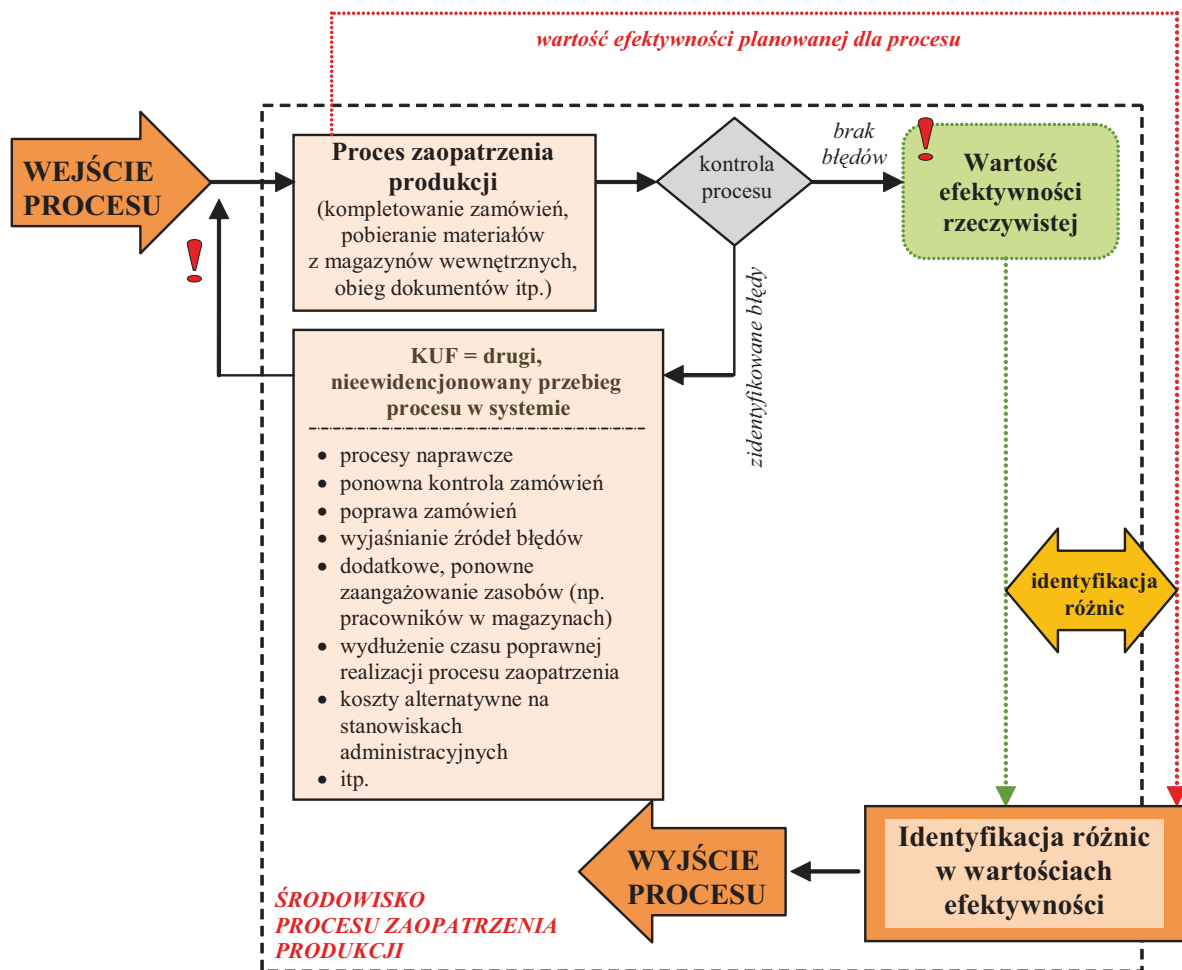 wartość efektywności planowanej dla procesu
WEJŚCIE
PROCESU
Proces zaopatrzenia
produkcji
(kompletowanie zamówień,
pobieranie materiałów
z magazynów wewnętrznych,
obieg dokumentów itp.)
kontrola
procesu
brak
błędów
!
Wartość
efektywności
rzeczywistej
!
zidentyfikowane błędy
KUF = drugi,
nieewidencjonowany przebieg
procesu w systemie
• procesy naprawcze
• ponowna kontrola zamówień
• poprawa zamówień
• wyjaśnianie źródeł błędów
• dodatkowe, ponowne
zaangażowanie zasobów (np.
pracowników w magazynach)
• wydłużenie czasu poprawnej
realizacji procesu zaopatrzenia
• koszty alternatywne na
stanowiskach
administracyjnych
• itp.
identyfikacja
różnic
Identyfikacja różnic
w wartościach
efektywności
WYJŚCIE
PROCESU
ŚRODOWISKO
PROCESU ZAOPATRZENIA
PRODUKCJI